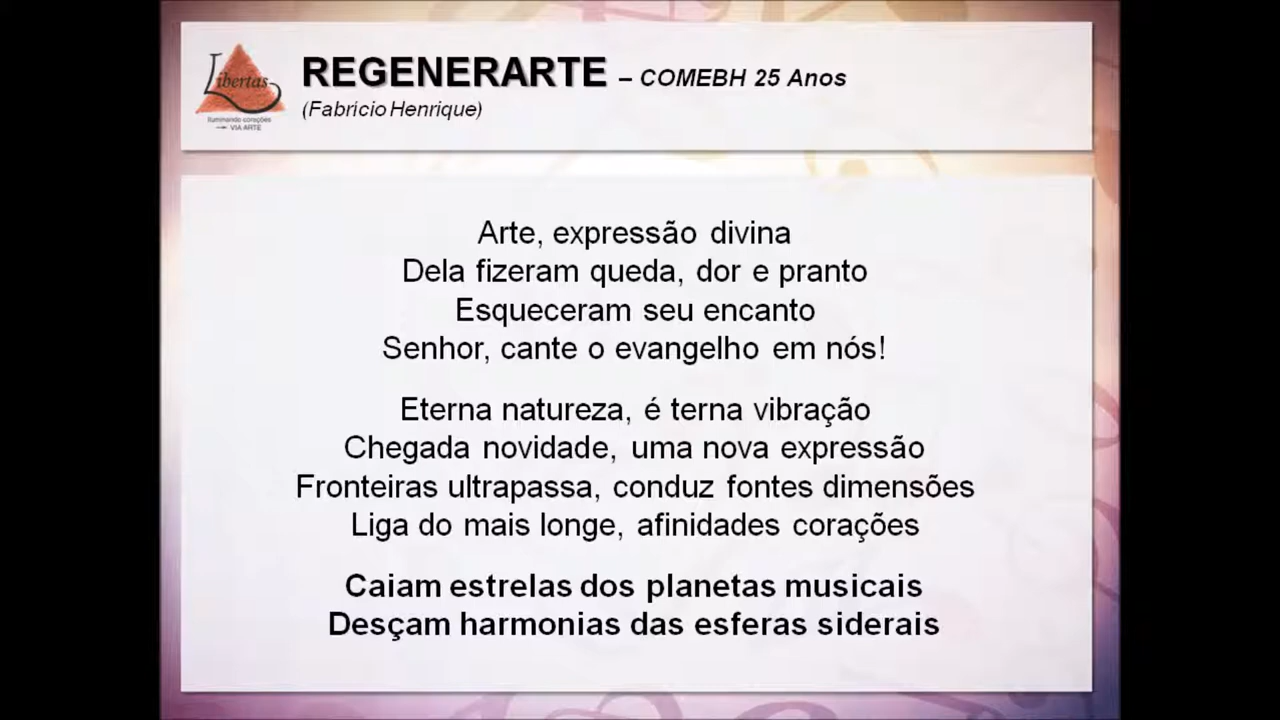 Libertas
Iluminando corações
VIA ARTE
REGENERARTE – COMEBH 25 Anos
(Fabrício Henrique)
Arte, expressão divina
Dela fizeram queda, dor e pranto
Esqueceram seu encanto
Senhor, cante o evangelho em nós!
Eterna natureza, é terna vibração
Chegada novidade, uma nova expressão
Fronteiras ultrapassa, conduz fontes dimensões
Liga do mais longe, afinidades corações
Caiam estrelas dos planetas musicais
Desçam harmonias das esferas siderais